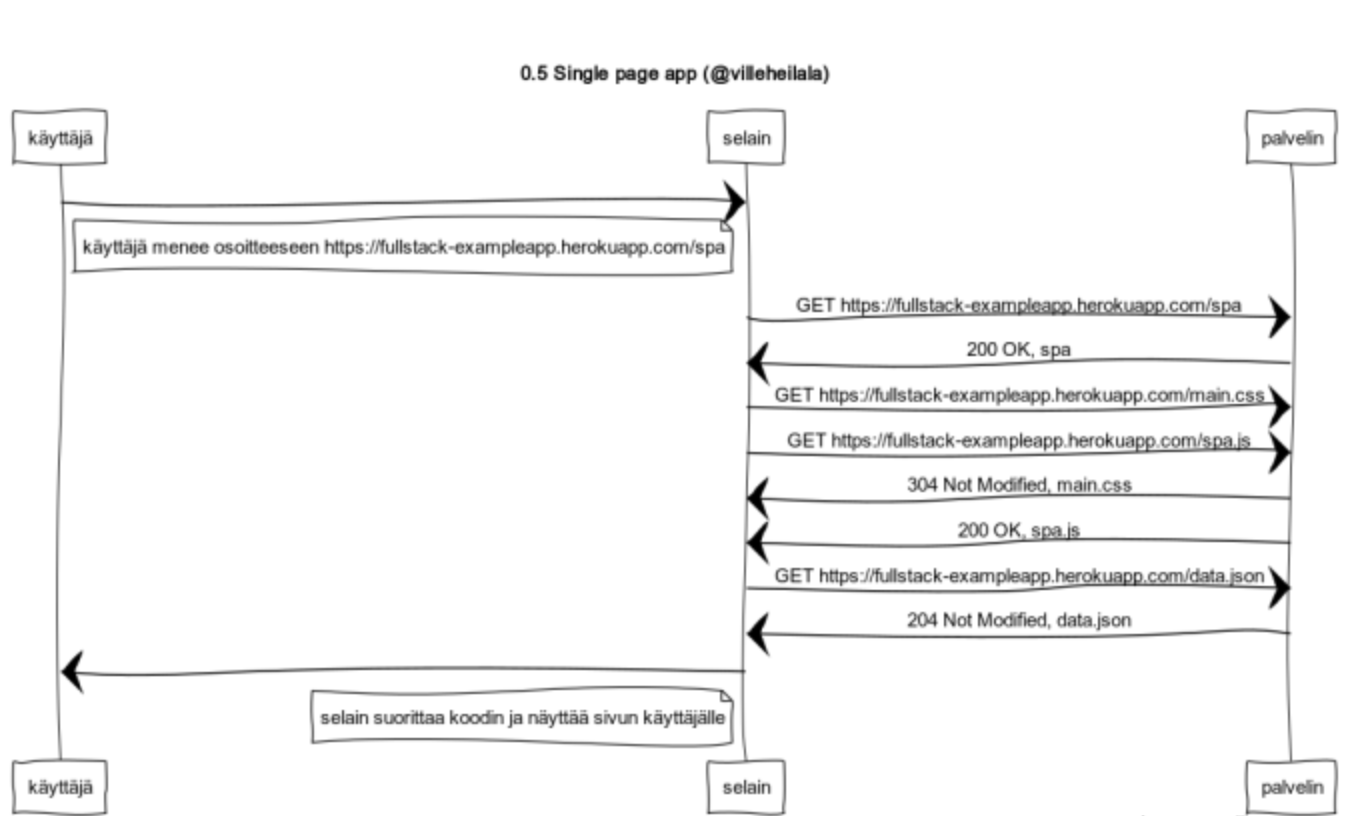 0.5 Single page app (@villeheilala)
käyttäjä
selain
palvelin
käyttäjä menee osoitteeseen https://fullstack-exampleapp.herokuapp.com/spa
GET https://fullstack-exampleapp.herokuapp.com/spa
200 OK, spa
GET https://fullstack-exampleapp.herokuapp.com/main.css
GET https://fullstack-exampleapp.herokuapp.com/spa.js
304 Not Modified, main.css
200 OK, spa.js
GET https://fullstack-exampleapp.herokuapp.com/data.json
204 Not Modified, data.json
selain suorittaa koodin ja näyttää sivun käyttäjälle
käyttäjä
selain
palvelin